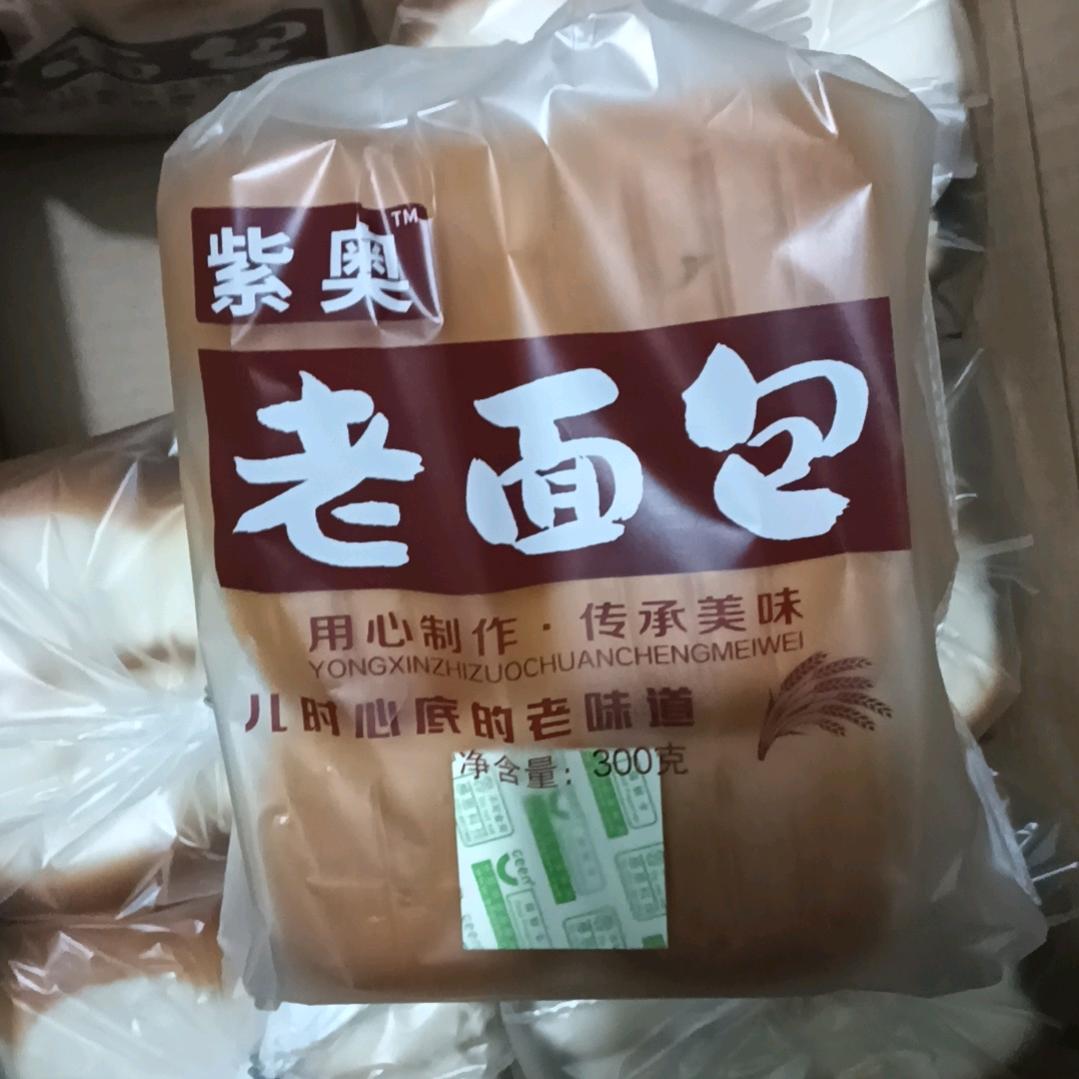 紫奥™
老面包
用心制作·传承美味
YONGXINZHIZUOCHUANCHENGMEIWEI
儿时心底的老味道
净含量：300克